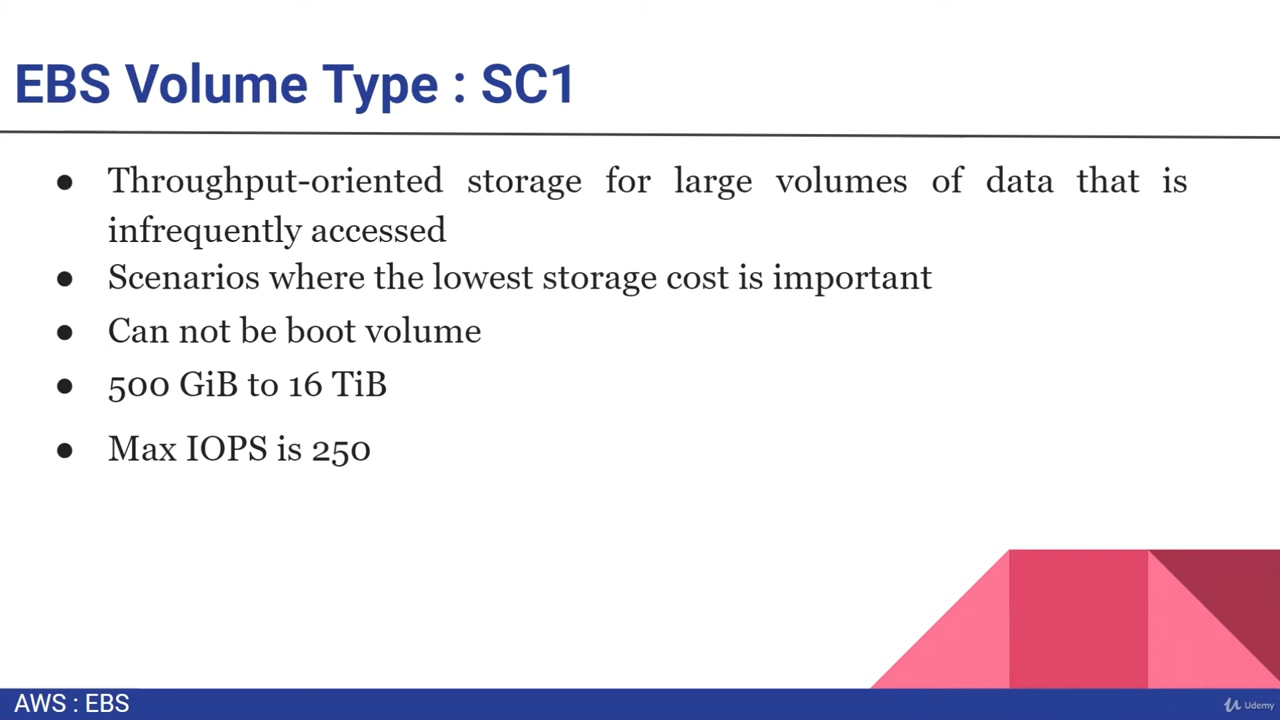 EBS Volume Type : SC1
● Throughput-oriented storage for large volumes of data that is
infrequently accessed
● Scenarios where the lowest storage cost is important
● Can not be boot volume
● 500 GiB to 16 TiB
● Max IOPS is 250
AWS : EBS
Udemy